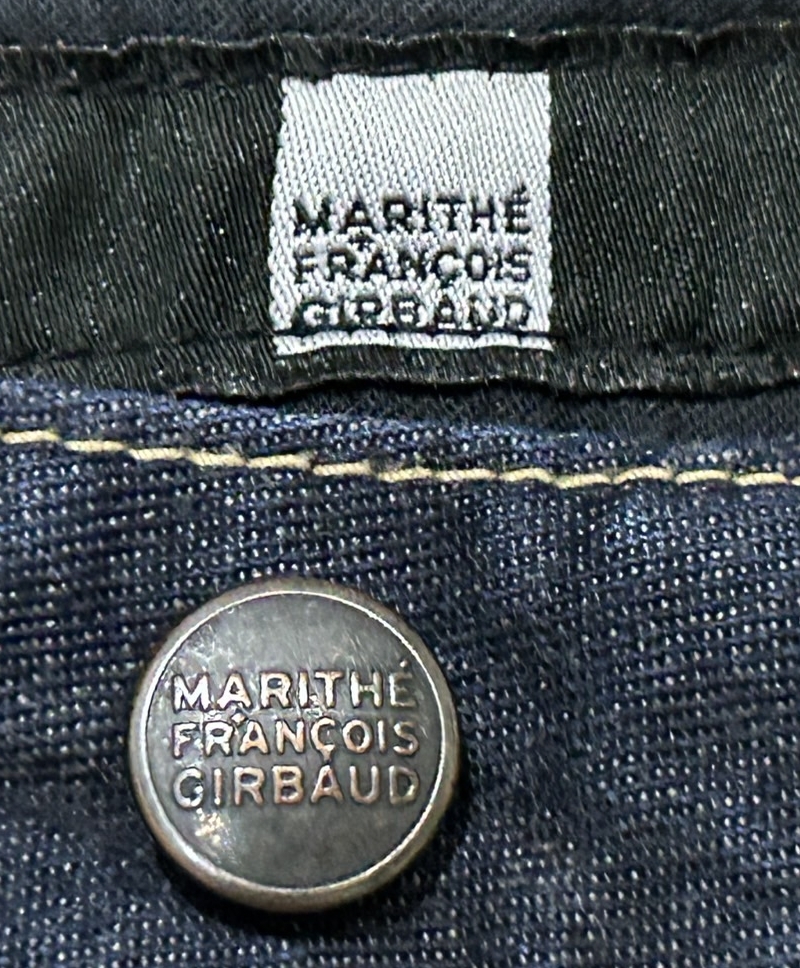 MARITHÉ
+
FRANÇOIS
GIRBAUD
MARITHÉ
+
FRANÇOIS
GIRBAUD